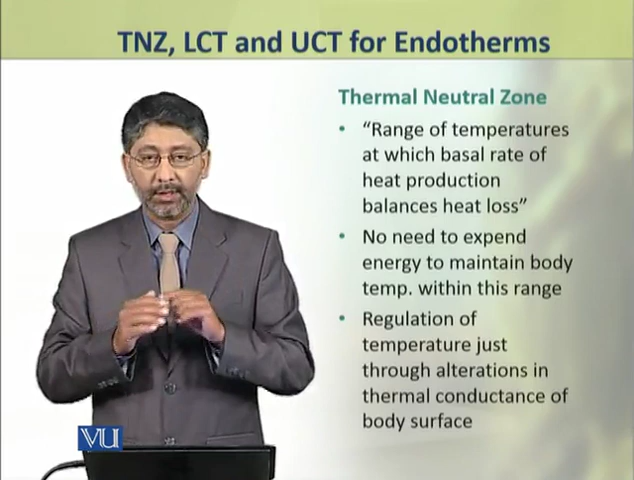 TNZ, LCT and UCT for Endotherms
Thermal Neutral Zone
• “Range of temperatures
at which basal rate of
heat production
balances heat loss”
• No need to expend
energy to maintain body
temp. within this range
• Regulation of
temperature just
through alterations in
thermal conductance of
body surface
VU